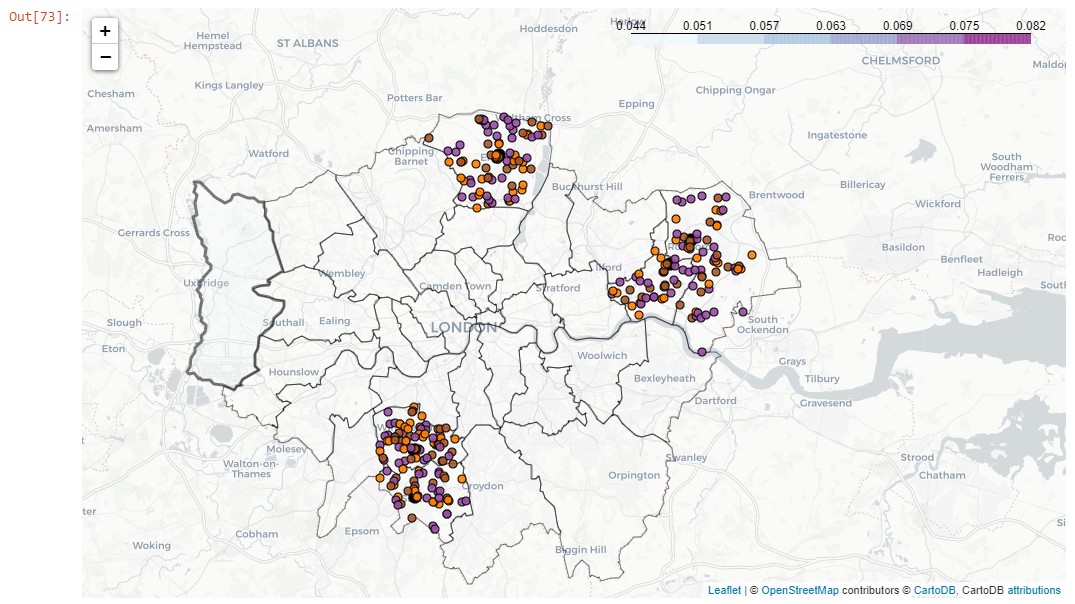 Out[73]:
+
−
0.044 0.051 0.057 0.063 0.069 0.075 0.082
Hoddesdon
Hemel
Hempstead
ST ALBANS
CHELMSFORD
Maldon
Kings Langley
Chipping Ongar
Chesham
Potters Bar
Epping
Amersham
Ingatestone
Watford
Chipping
Barnet
South
Woodham
Ferrers
Buckhurst Hill
Billericay
Brentwood
Wickford
Gerrards Cross
Basildon
Benfleet
Hadleigh
Wembley
Ilford
Uxbridge
Camden Town
Stratford
Slough
Southall
Ealing
LONDON
South
Ockendon
Eton
Woolwich
Grays
Hounslow
Bexleyheath
Tilbury
Dartford
Gravesend
Molesey
Swanley
Strood
Walton-on-
Thames
Orpington
Chatham
Croydon
Epsom
Cobham
Woking
Biggin Hill
Leaflet | © OpenStreetMap contributors © CartoDB, CartoDB attributions